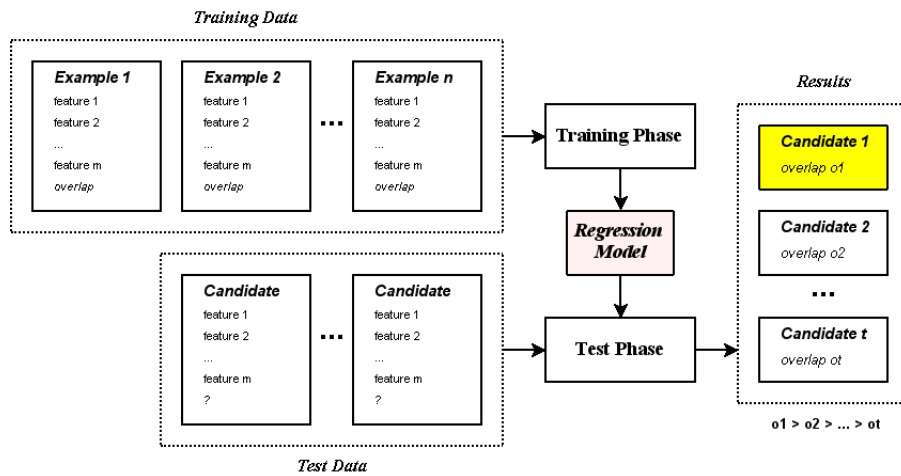 Training Data
Example 1
feature 1
feature 2
...
feature m
overlap
Example 2
feature 1
feature 2
...
feature m
overlap
...
Example n
feature 1
feature 2
...
feature m
overlap
Training Phase
Regression
Model
Candidate
feature 1
feature 2
...
feature m
?
...
Candidate
feature 1
feature 2
...
feature m
?
Test Data
Test Phase
Results
Candidate 1
overlap o1
Candidate 2
overlap o2
...
Candidate t
overlap ot
o1 > o2 > ... > ot